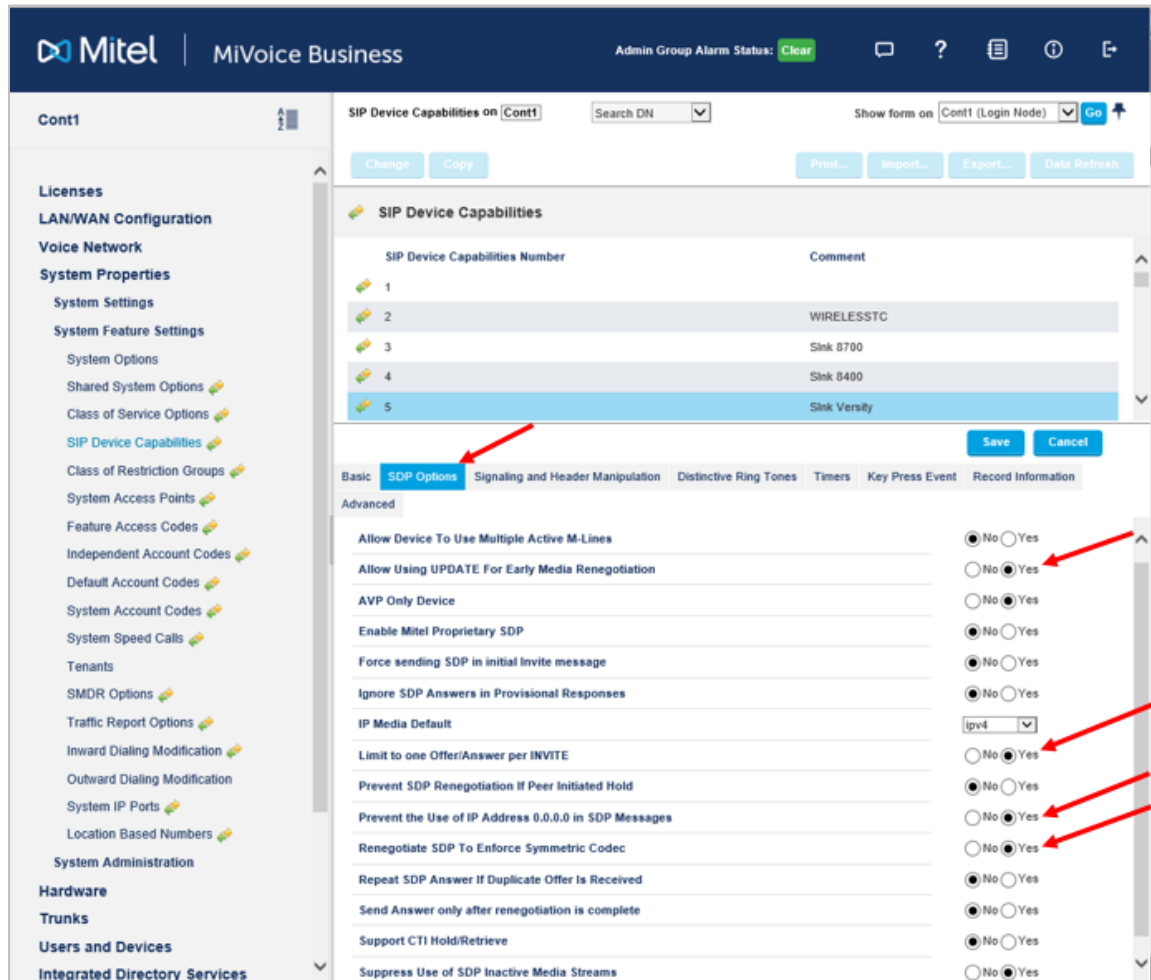 Mitel | MiVoice Business
Admin Group Alarm Status: Clear
?
Cont1
SIP Device Capabilities on Cont1
Search DN
Show form on Cont1 (Login Node) Go
Change Copy
Print... Import... Export... Data Refresh
Licenses
LAN/WAN Configuration
Voice Network
System Properties
System Settings
System Feature Settings
System Options
Shared System Options
Class of Service Options
SIP Device Capabilities
Class of Restriction Groups
System Access Points
Feature Access Codes
Independent Account Codes
Default Account Codes
System Account Codes
System Speed Calls
Tenants
SMDR Options
Traffic Report Options
Inward Dialing Modification
Outward Dialing Modification
System IP Ports
Location Based Numbers
System Administration
Hardware
Trunks
Users and Devices
Integrated Directory Services
SIP Device Capabilities
SIP Device Capabilities Number Comment
1
2 WIRELESSTC
3 Slnk 8700
4 Slnk 8400
5 Slnk Versity
Save Cancel
Basic SDP Options Signaling and Header Manipulation Distinctive Ring Tones Timers Key Press Event Record Information
Advanced
Allow Device To Use Multiple Active M-Lines No Yes
Allow Using UPDATE For Early Media Renegotiation No Yes
AVP Only Device No Yes
Enable Mitel Proprietary SDP No Yes
Force sending SDP in initial Invite message No Yes
Ignore SDP Answers in Provisional Responses No Yes
IP Media Default ipv4
Limit to one Offer/Answer per INVITE No Yes
Prevent SDP Renegotiation If Peer Initiated Hold No Yes
Prevent the Use of IP Address 0.0.0.0 in SDP Messages No Yes
Renegotiate SDP To Enforce Symmetric Codec No Yes
Repeat SDP Answer If Duplicate Offer Is Received No Yes
Send Answer only after renegotiation is complete No Yes
Support CTI Hold/Retrieve No Yes
Suppress Use of SDP Inactive Media Streams No Yes